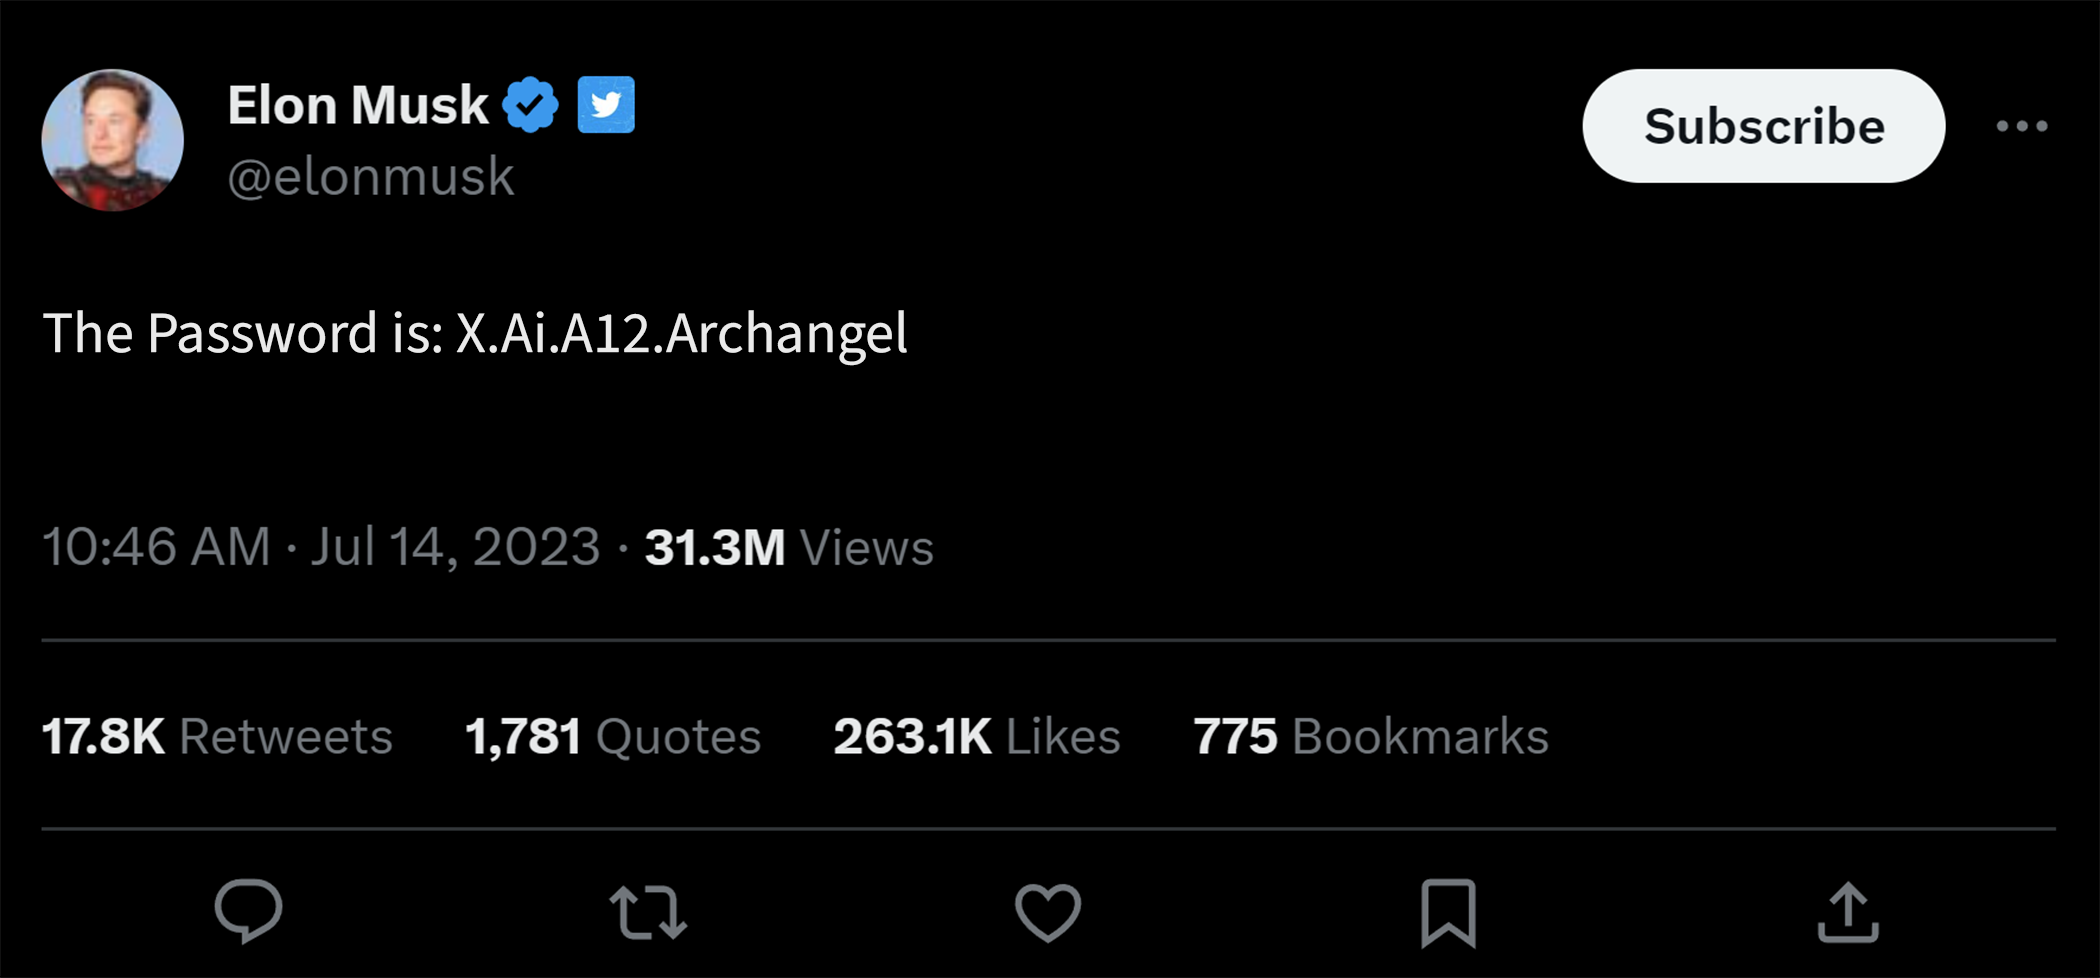 Elon Musk
@elonmusk
Subscribe
The Password is: X.Ai.A12.Archangel
10:46 AM · Jul 14, 2023 · 31.3M Views
17.8K Retweets 1,781 Quotes 263.1K Likes 775 Bookmarks